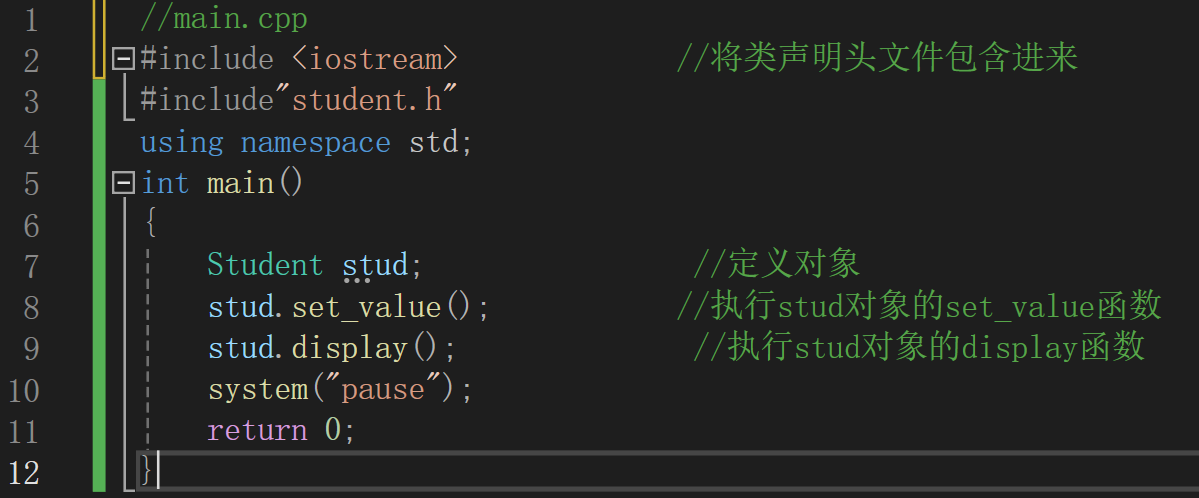 1 //main.cpp
2 #include <iostream> //将类声明头文件包含进来
3 #include"student.h"
4 using namespace std;
5 int main()
6 {
7 Student stud; //定义对象
8 stud.set_value(); //执行stud对象的set_value函数
9 stud.display(); //执行stud对象的display函数
10 system("pause");
11 return 0;
12 }